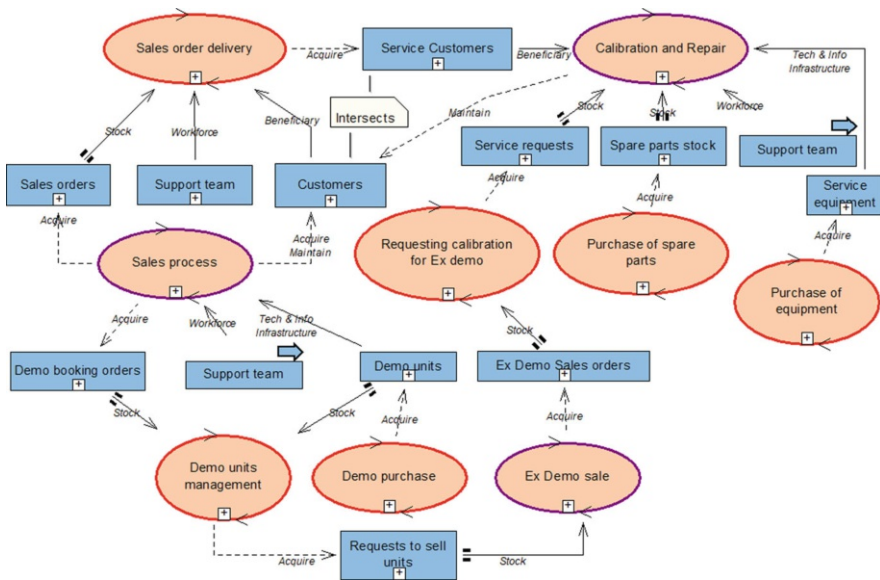 Sales order delivery
Acquire
Service Customers
Beneficiary
Calibration and Repair
Tech & Info
Infrastructure
Stock
Workforce
Beneficiary
Intersects
Maintain
Stock
Stock
Workforce
Sales orders
Support team
Customers
Service requests
Spare parts stock
Support team
Service
equipment
Acquire
Acquire
Maintain
Acquire
Acquire
Acquire
Sales process
Requesting calibration
for Ex demo
Purchase of spare
parts
Purchase of
equipment
Acquire
Workforce
Tech & Info
Infrastructure
Stock
Demo booking orders
Support team
Demo units
Ex Demo Sales orders
Stock
Stock
Acquire
Acquire
Demo units
management
Demo purchase
Ex Demo sale
Acquire
Requests to sell
units
Stock